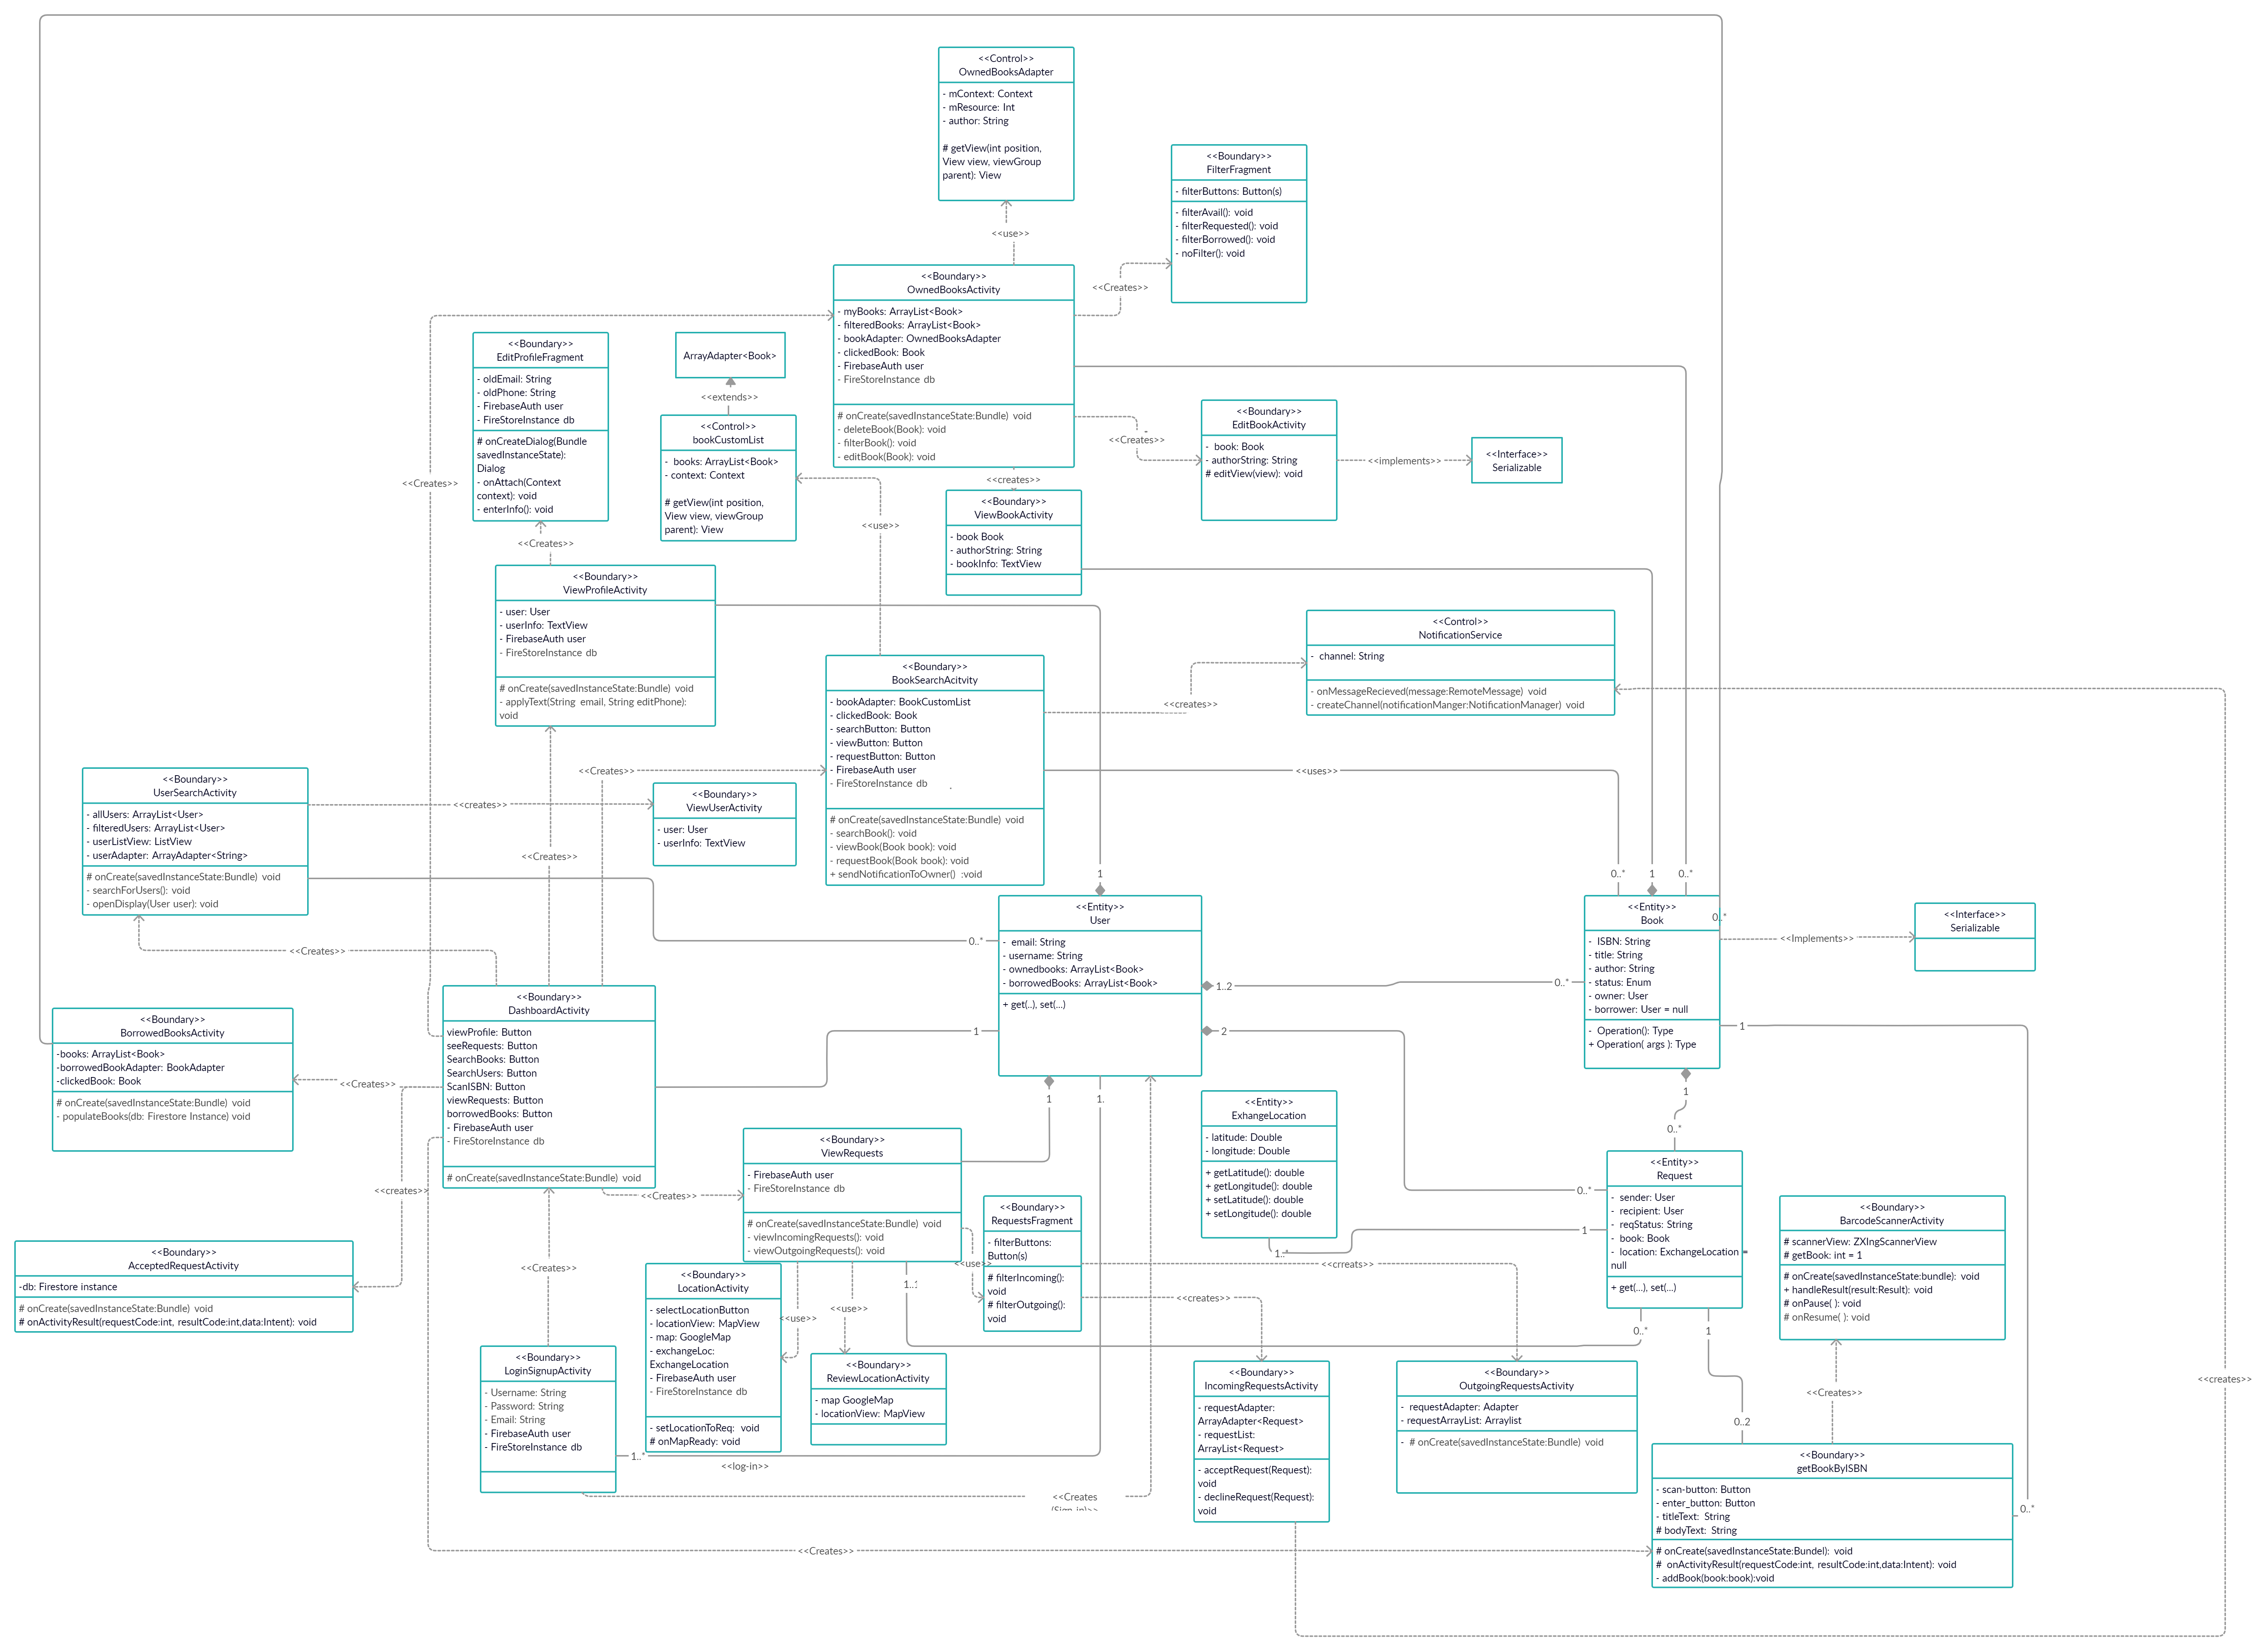 <<Control>>
OwnedBooksAdapter
- mContext: Context
- mResource: Int
- author: String
# getView(int position,
View view, viewGroup
parent): View
<<use>>
<<Boundary>>
FilterFragment
- filterButtons: Button(s)
- filterAvail(): void
- filterRequested(): void
- filterBorrowed(): void
- noFilter(): void
<<Creates>>
<<Boundary>>
OwnedBooksActivity
- myBooks: ArrayList<Book>
- filteredBooks: ArrayList<Book>
- bookAdapter: OwnedBooksAdapter
- clickedBook: Book
- FirebaseAuth user
- FireStoreInstance db
# onCreate(savedInstanceState:Bundle) void
- deleteBook(Book): void
- filterBook(): void
- editBook(Book): void
<<Boundary>>
EditProfileFragment
- oldEmail: String
- oldPhone: String
- FirebaseAuth user
- FireStoreInstance db
# onCreateDialog(Bundle
savedInstanceState):
Dialog
- onAttach(Context
context): void
- enterInfo(): void
<<Creates>>
<<Creates>>
ArrayAdapter<Book>
<<extends>>
<<Control>>
bookCustomList
- books: ArrayList<Book>
- context: Context
# getView(int position,
View view, viewGroup
parent): View
<<use>>
<<Creates>>
<<Boundary>>
EditBookActivity
- book: Book
- authorString: String
# editView(view): void
<<implements>>
<<Interface>>
Serializable
<<creates>>
<<Boundary>>
ViewBookActivity
- book Book
- authorString: String
- bookInfo: TextView
<<Boundary>>
ViewProfileActivity
- user: User
- userInfo: TextView
- FirebaseAuth user
- FireStoreInstance db
# onCreate(savedInstanceState:Bundle) void
- applyText(String email, String editPhone):
void
<<Control>>
NotificationService
- channel: String
- onMessageRecieved(message:RemoteMessage) void
- createChannel(notificationManger:NotificationManager) void
<<creates>>
<<Boundary>>
BookSearchAcitvity
- bookAdapter: BookCustomList
- clickedBook: Book
- searchButton: Button
- viewButton: Button
- requestButton: Button
- FirebaseAuth user
- FireStoreInstance db
# onCreate(savedInstanceState:Bundle) void
- searchBook(): void
- viewBook(Book book): void
- requestBook(Book book): void
+ sendNotificationToOwner() :void
<<Creates>>
<<uses>>
<<Boundary>>
UserSearchActivity
- allUsers: ArrayList<User>
- filteredUsers: ArrayList<User>
- userListView: ListView
- userAdapter: ArrayAdapter<String>
# onCreate(savedInstanceState:Bundle) void
- searchForUsers(): void
- openDisplay(User user): void
<<creates>>
<<Boundary>>
ViewUserActivity
- user: User
- userInfo: TextView
<<Creates>>
<<Creates>>
1
0..*
1
0..*
0..*
0..*
<<Entity>>
User
- email: String
- username: String
- ownedbooks: ArrayList<Book>
- borrowedBooks: ArrayList<Book>
+ get(..), set(...)
1..2
0..*
<<Entity>>
Book
- ISBN: String
- title: String
- author: String
- status: Enum
- owner: User
- borrower: User = null
- Operation(): Type
+ Operation( args ): Type
<<Implements>>
<<Interface>>
Serializable
<<Boundary>>
DashboardActivity
viewProfile: Button
seeRequests: Button
SearchBooks: Button
SearchUsers: Button
ScanISBN: Button
viewRequests: Button
borrowedBooks: Button
- FirebaseAuth user
- FireStoreInstance db
# onCreate(savedInstanceState:Bundle) void
1
2
1
<<Boundary>>
BorrowedBooksActivity
-books: ArrayList<Book>
-borrowedBookAdapter: BookAdapter
-clickedBook: Book
# onCreate(savedInstanceState:Bundle) void
- populateBooks(db: Firestore Instance) void
<<Creates>>
<<creates>>
1
1.
1
0..*
<<Boundary>>
ViewRequests
- FirebaseAuth user
- FireStoreInstance db
# onCreate(savedInstanceState:Bundle) void
- viewIncomingRequests(): void
- viewOutgoingRequests(): void
<<Creates>>
<<Entity>>
ExhangeLocation
- latitude: Double
- longitude: Double
+ getLatitude(): double
+ getLongitude(): double
+ setLatitude(): double
+ setLongitude(): double
0..*
1
1..*
<<Entity>>
Request
- sender: User
- recipient: User
- reqStatus: String
- book: Book
- location: ExchangeLocation =
null
+ get(...), set(...)
<<Boundary>>
BarcodeScannerActivity
# scannerView: ZXIngScannerView
# getBook: int = 1
# onCreate(savedInstanceState:bundle): void
+ handleResult(result:Result): void
# onPause( ): void
# onResume( ): void
<<Boundary>>
RequestsFragment
- filterButtons:
Button(s)
# filterIncoming():
void
# filterOutgoing():
void
<<use>>
<<crreats>>
<<creates>>
<<Boundary>>
AcceptedRequestActivity
-db: Firestore instance
# onCreate(savedInstanceState:Bundle) void
# onActivityResult(requestCode:int, resultCode:int,data:Intent): void
<<Creates>>
<<Boundary>>
LocationActivity
- selectLocationButton
- locationView: MapView
- map: GoogleMap
- exchangeLoc:
ExchangeLocation
- FirebaseAuth user
- FireStoreInstance db
- setLocationToReq: void
# onMapReady: void
<<use>>
<<use>>
0..*
1
<<Boundary>>
LoginSignupActivity
- Username: String
- Password: String
- Email: String
- FirebaseAuth user
- FireStoreInstance db
1..*
<<log-in>>
<<Creates
<<Boundary>>
ReviewLocationActivity
- map GoogleMap
- locationView: MapView
<<Boundary>>
IncomingRequestsActivity
- requestAdapter:
ArrayAdapter<Request>
- requestList:
ArrayList<Request>
- acceptRequest(Request):
void
- declineRequest(Request):
void
<<Boundary>>
OutgoingRequestsActivity
- requestAdapter: Adapter
- requestArrayList: Arraylist
- # onCreate(savedInstanceState:Bundle) void
<<Creates>>
<<creates>>
0..2
<<Boundary>>
getBookByISBN
- scan-button: Button
- enter_button: Button
- titleText: String
# bodyText: String
# onCreate(savedInstanceState:Bundel): void
# onActivityResult(requestCode:int, resultCode:int,data:Intent): void
- addBook(book:book):void
0..*
<<Creates>>